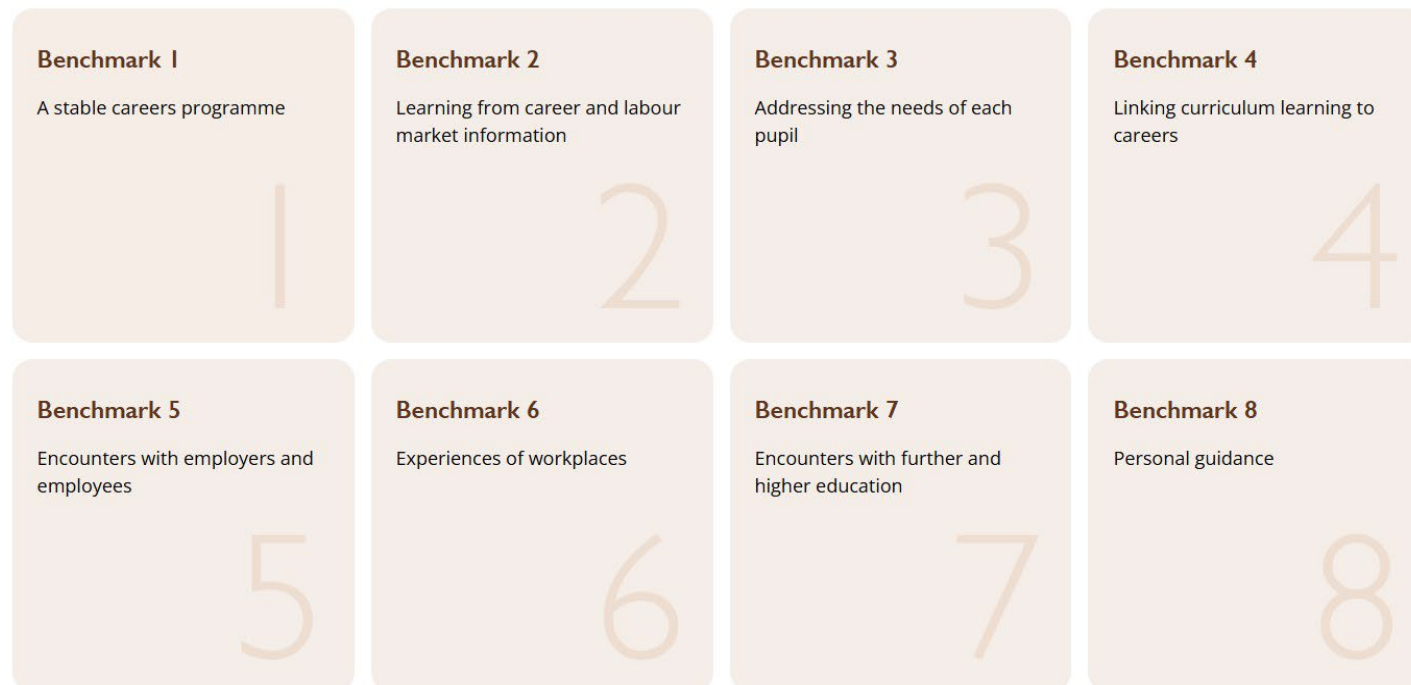 Benchmark 1
A stable careers programme
1
Benchmark 2
Learning from career and labour
market information
2
Benchmark 3
Addressing the needs of each
pupil
3
Benchmark 4
Linking curriculum learning to
careers
4
Benchmark 5
Encounters with employers and
employees
5
Benchmark 6
Experiences of workplaces
6
Benchmark 7
Encounters with further and
higher education
7
Benchmark 8
Personal guidance
8